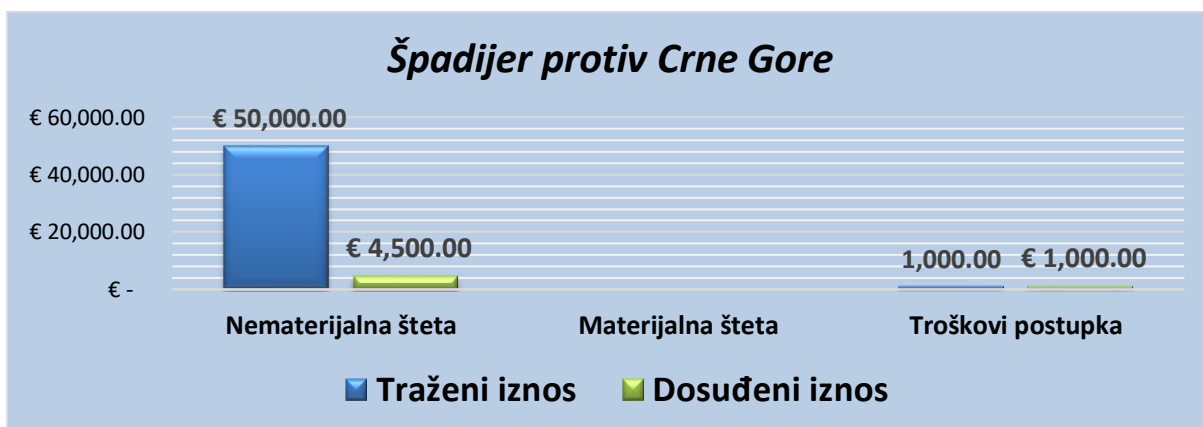 Špadijer protiv Crne Gore
€ 60,000.00
€ 50,000.00
€ 40,000.00
€ 20,000.00
€ 4,500.00
1,000.00 € 1,000.00
€ -
Nematerijalna šteta Materijalna šteta Troškovi postupka
Traženi iznos Dosuđeni iznos